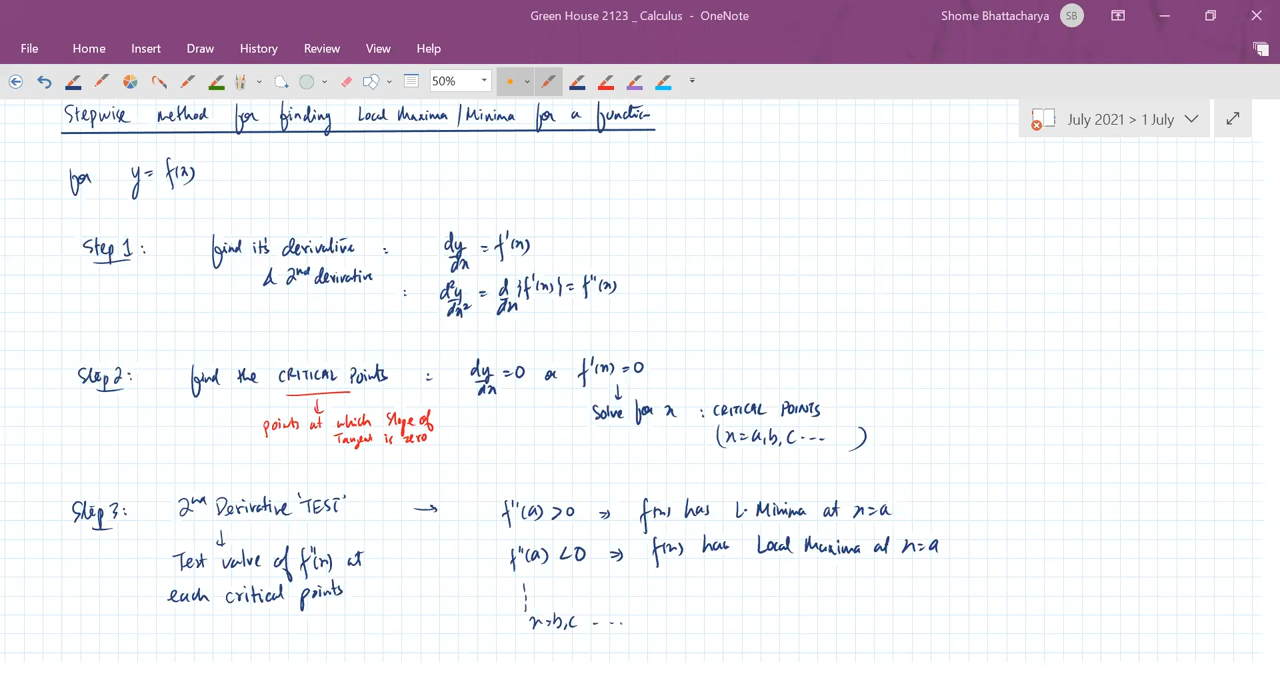 Green House 2123 _ Calculus - OneNote
Shome Bhattacharya SB
File Home Insert Draw History Review View Help
50%
July 2021 > 1 July
Stepwise method for finding Local Maxima/Minima for a function
for y = f(x)
Step 1: find it's derivative : dy/dx = f'(x)
& 2nd derivative : d²y/dx² = d/dx {f'(x)} = f''(x)
Step 2: find the CRITICAL Points : dy/dx = 0 or f'(x) = 0
↓ ↓
points at which slope of Tangent is zero
Solve for x : CRITICAL POINTS
(x = a, b, c ... )
Step 3: 2nd Derivative 'TEST' → f''(a) > 0 ⇒ f(x) has L. Minima at x = a
↓
Test value of f''(x) at each critical points
f''(a) < 0 ⇒ f(x) has Local Maxima at x = a
x = b, c ... ...